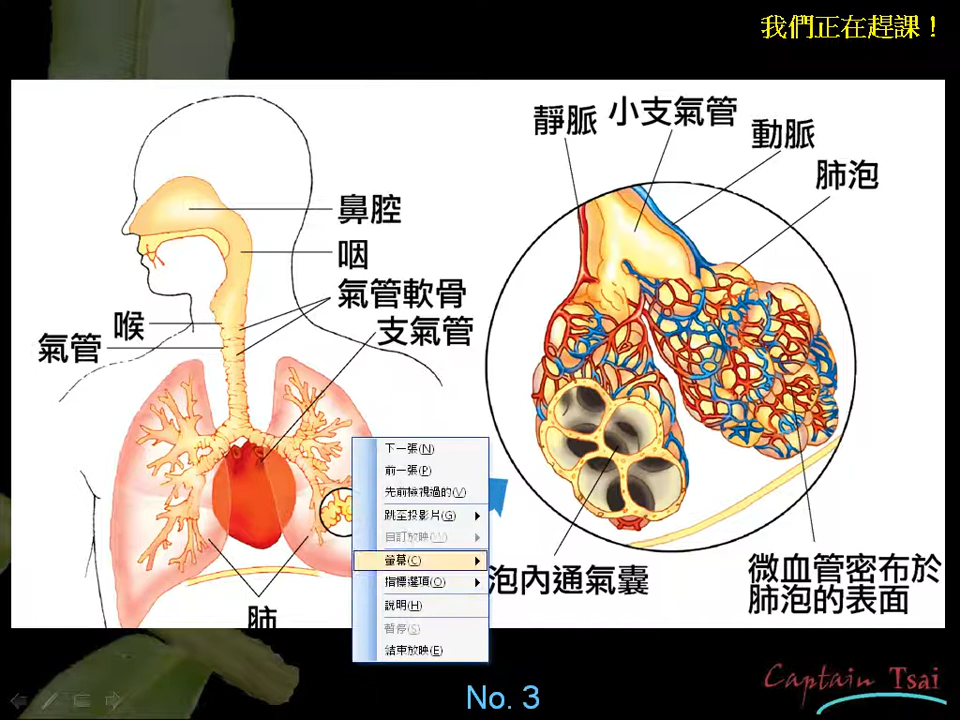 我們正在趕課！
靜脈
小支氣管
動脈
肺泡
鼻腔
咽
氣管軟骨
支氣管
喉
氣管
肺
泡內通氣囊
微血管密布於
肺泡的表面
下一張(N)
前一張(P)
先前檢視過的(V)
跳至投影片(G)
自訂放映(W)
螢幕(C)
指標選項(O)
說明(H)
暫停(S)
結束放映(E)
No. 3
Captain Tsai